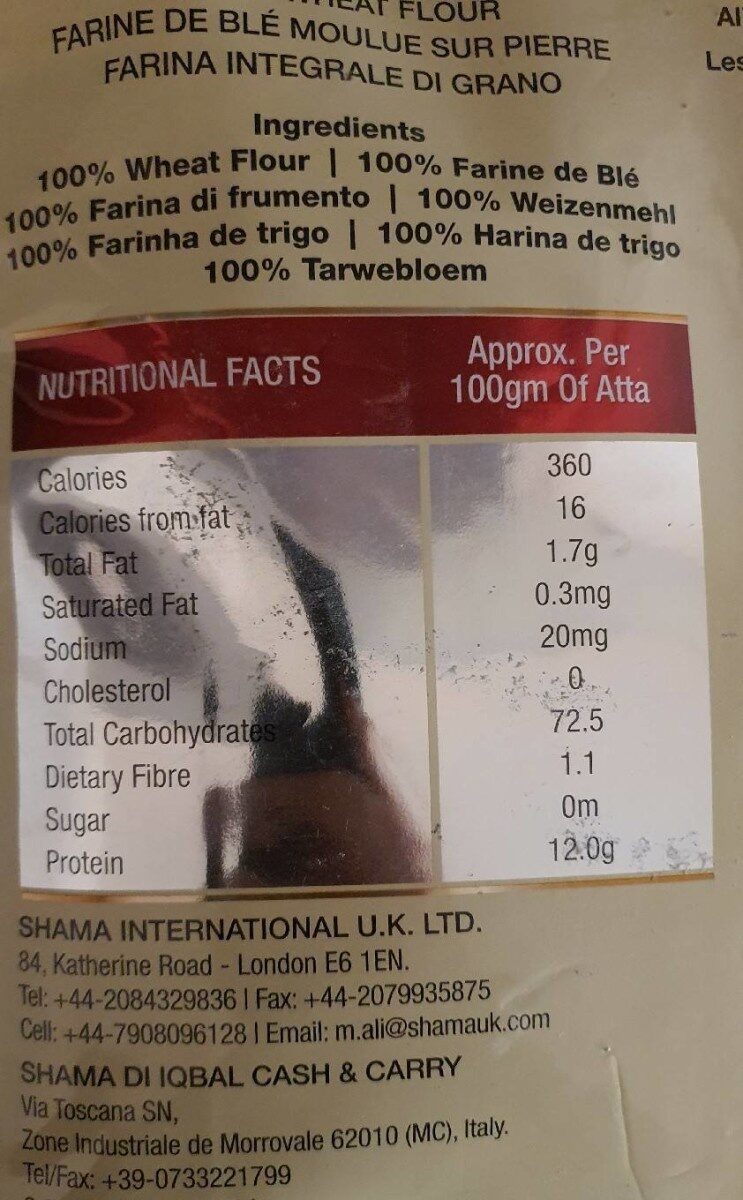 FLOUR
FARINE DE BLÉ MOULUE SUR PIERRE
FARINA INTEGRALE DI GRANO
Ingredients
100% Wheat Flour | 100% Farine de Blé
100% Farina di frumento | 100% Weizenmehl
100% Farinha de trigo | 100% Harina de trigo
100% Tarwebloem
NUTRITIONAL FACTS
Approx. Per
100gm Of Atta
Calories 360
Calories from fat 16
Total Fat 1.7g
Saturated Fat 0.3mg
Sodium 20mg
Cholesterol 0
Total Carbohydrates 72.5
Dietary Fibre 1.1
Sugar 0m
Protein 12.0g
SHAMA INTERNATIONAL U.K. LTD.
84, Katherine Road - London E6 1EN.
Tel: +44-2084329836 | Fax: +44-2079935875
Cell: +44-7908096128 | Email: m.ali@shamauk.com
SHAMA DI IQBAL CASH & CARRY
Via Toscana SN,
Zone Industriale de Morrovale 62010 (MC), Italy.
Tel/Fax: +39-0733221799